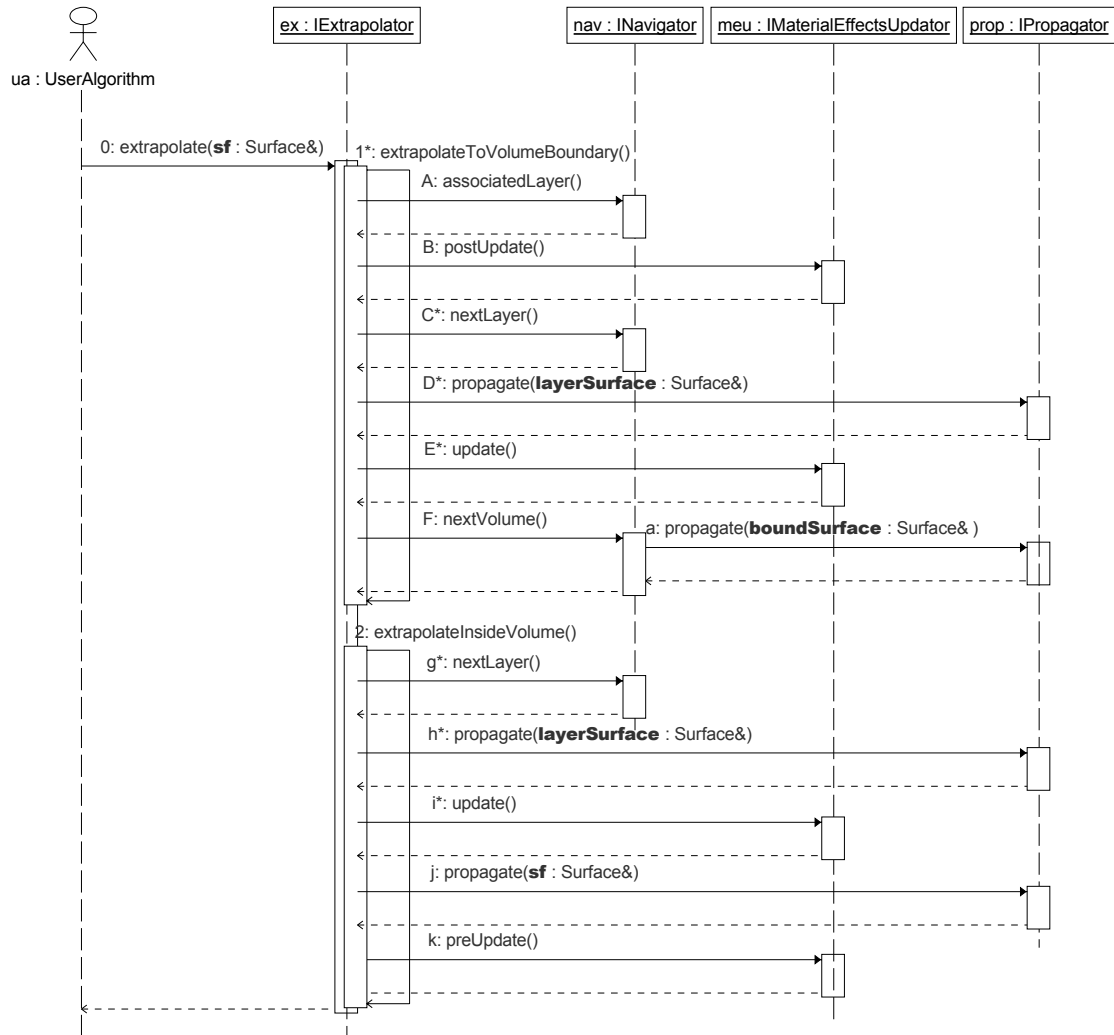 ex : IExtrapolator
nav : INavigator
meu : IMaterialEffectsUpdator
prop : IPropagator
ua : UserAlgorithm
0: extrapolate(sf : Surface&)
1*: extrapolateToVolumeBoundary()
A: associatedLayer()
B: postUpdate()
C*: nextLayer()
D*: propagate(layerSurface : Surface&)
E*: update()
F: nextVolume()
a: propagate(boundSurface : Surface& )
2: extrapolateInsideVolume()
g*: nextLayer()
h*: propagate(layerSurface : Surface&)
i*: update()
j: propagate(sf : Surface&)
k: preUpdate()